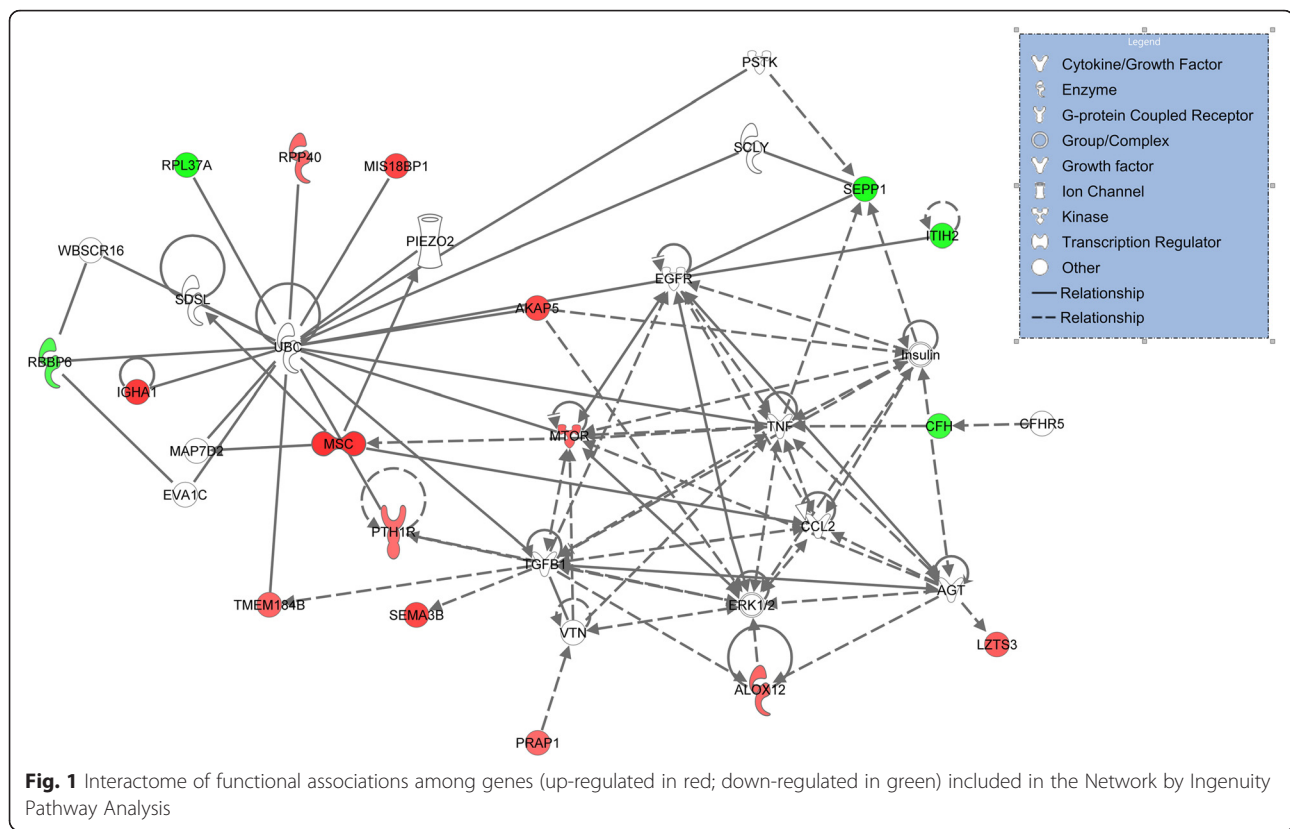 Legend
Cytokine/Growth Factor
Enzyme
G-protein Coupled Receptor
Group/Complex
Growth factor
Ion Channel
Kinase
Transcription Regulator
Other
Relationship
Relationship
PSTK
SCLY
RPL37A
RPP40
MIS18BP1
SEPP1
ITIH2
WBSCR16
PIEZO2
SDSL
EGFR
AKAP5
UBC
Insulin
RBBP6
IGHA1
MSC
MTOR
TNF
CFH
CFHR5
MAP7D2
EVA1C
PTH1R
CCL2
TGFB1
AGT
TMEM184B
SEMA3B
ERK1/2
VTN
LZTS3
ALOX12
PRAP1
Fig. 1 Interactome of functional associations among genes (up-regulated in red; down-regulated in green) included in the Network by Ingenuity
Pathway Analysis